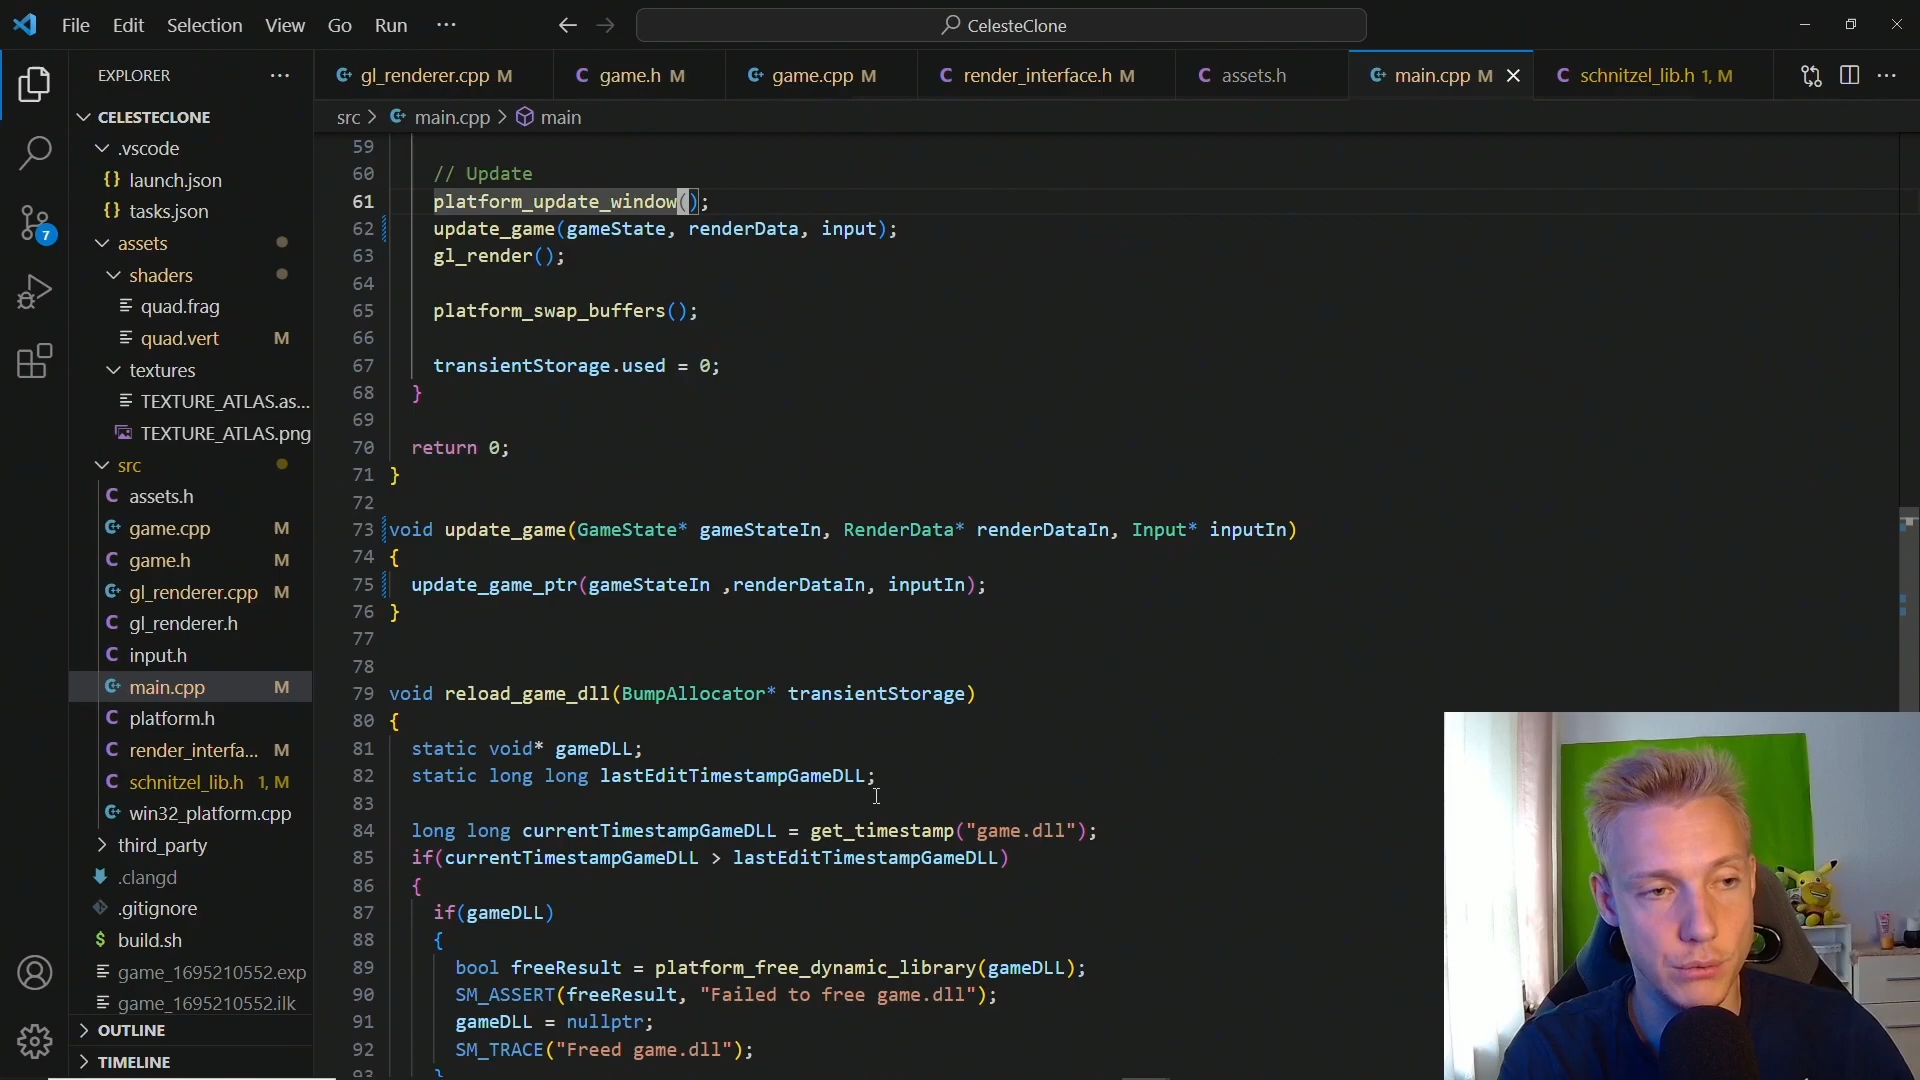 File Edit Selection View Go Run ···
CelesteClone
EXPLORER ···
gl_renderer.cpp M
game.h M
game.cpp M
render_interface.h M
assets.h
main.cpp M
schnitzel_lib.h 1, M
src > main.cpp > main
CELESTECLONE
.vscode
launch.json
tasks.json
assets
shaders
quad.frag
quad.vert M
textures
TEXTURE_ATLAS.as...
TEXTURE_ATLAS.png
src
assets.h
game.cpp M
game.h M
gl_renderer.cpp M
gl_renderer.h
input.h
main.cpp M
platform.h
render_interfa... M
schnitzel_lib.h 1, M
win32_platform.cpp
third_party
.clangd
.gitignore
build.sh
game_1695210552.exp
game_1695210552.ilk
OUTLINE
TIMELINE
7
59
60 // Update
61 platform_update_window();
62 update_game(gameState, renderData, input);
63 gl_render();
64
65 platform_swap_buffers();
66
67 transientStorage.used = 0;
68 }
69
70 return 0;
71 }
72
73 void update_game(GameState* gameStateIn, RenderData* renderDataIn, Input* inputIn)
74 {
75 update_game_ptr(gameStateIn ,renderDataIn, inputIn);
76 }
77
78
79 void reload_game_dll(BumpAllocator* transientStorage)
80 {
81 static void* gameDLL;
82 static long long lastEditTimestampGameDLL;
83
84 long long currentTimestampGameDLL = get_timestamp("game.dll");
85 if(currentTimestampGameDLL > lastEditTimestampGameDLL)
86 {
87 if(gameDLL)
88 {
89 bool freeResult = platform_free_dynamic_library(gameDLL);
90 SM_ASSERT(freeResult, "Failed to free game.dll");
91 gameDLL = nullptr;
92 SM_TRACE("Freed game.dll");
93 }